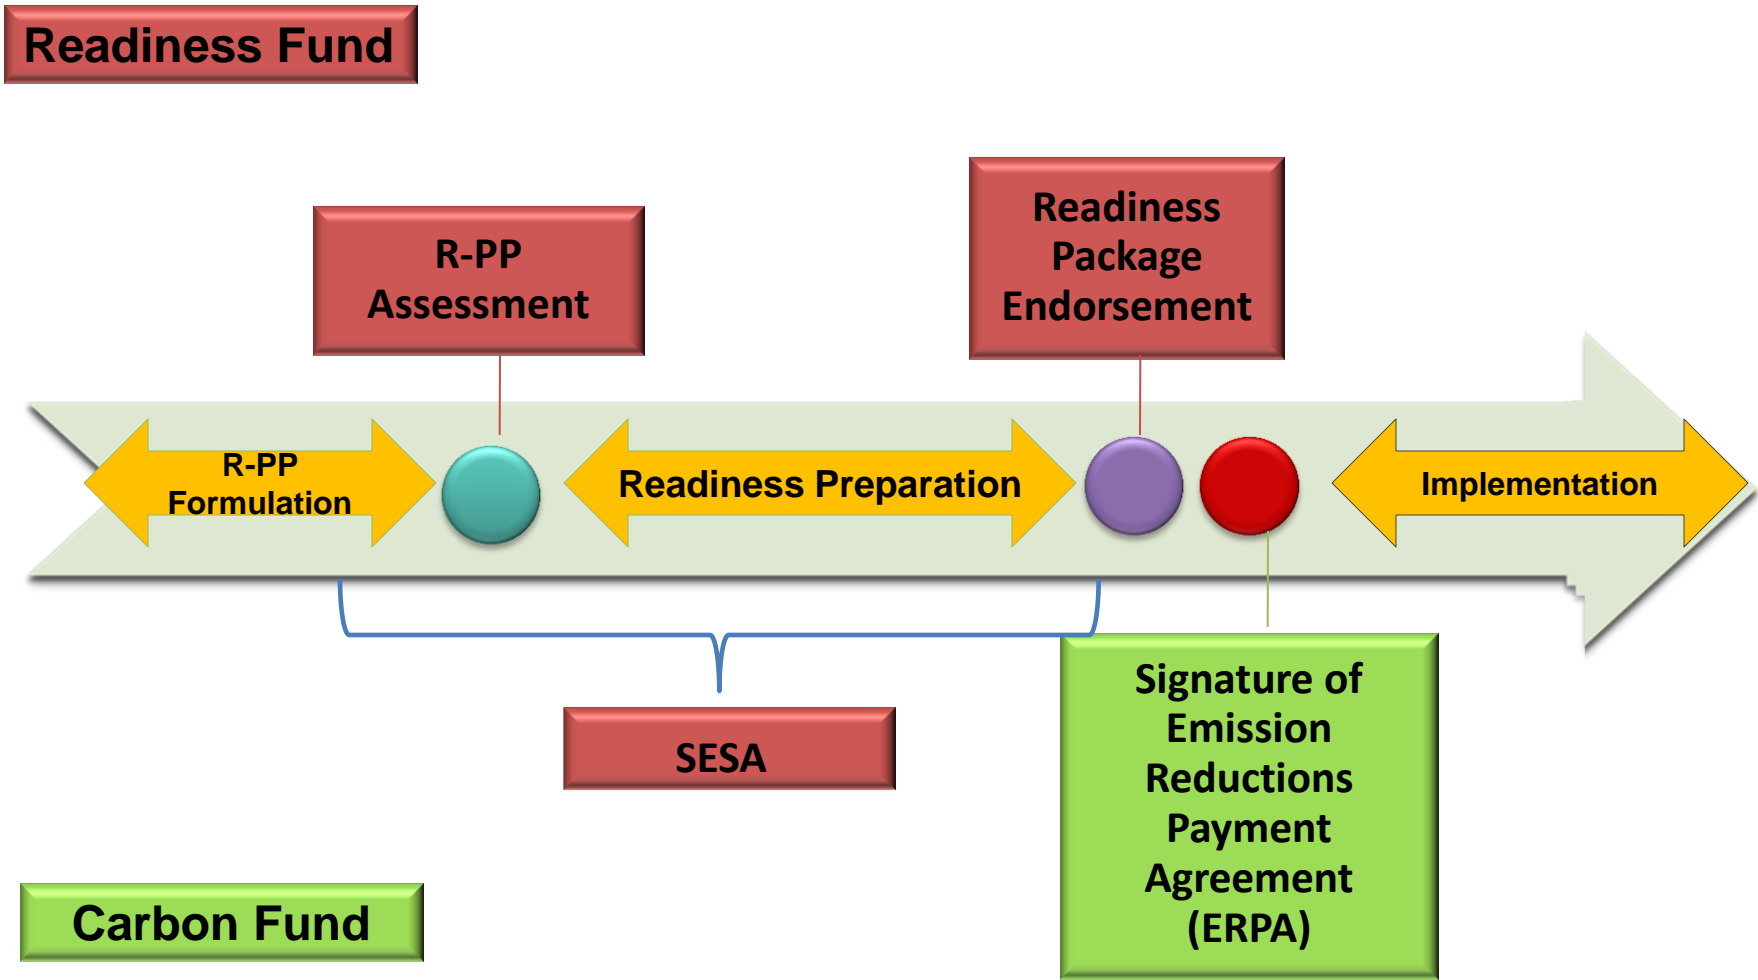 Readiness Fund
R-PP
Assessment
Readiness
Package
Endorsement
R-PP
Formulation
Readiness Preparation
Implementation
SESA
Signature of
Emission
Reductions
Payment
Agreement
(ERPA)
Carbon Fund